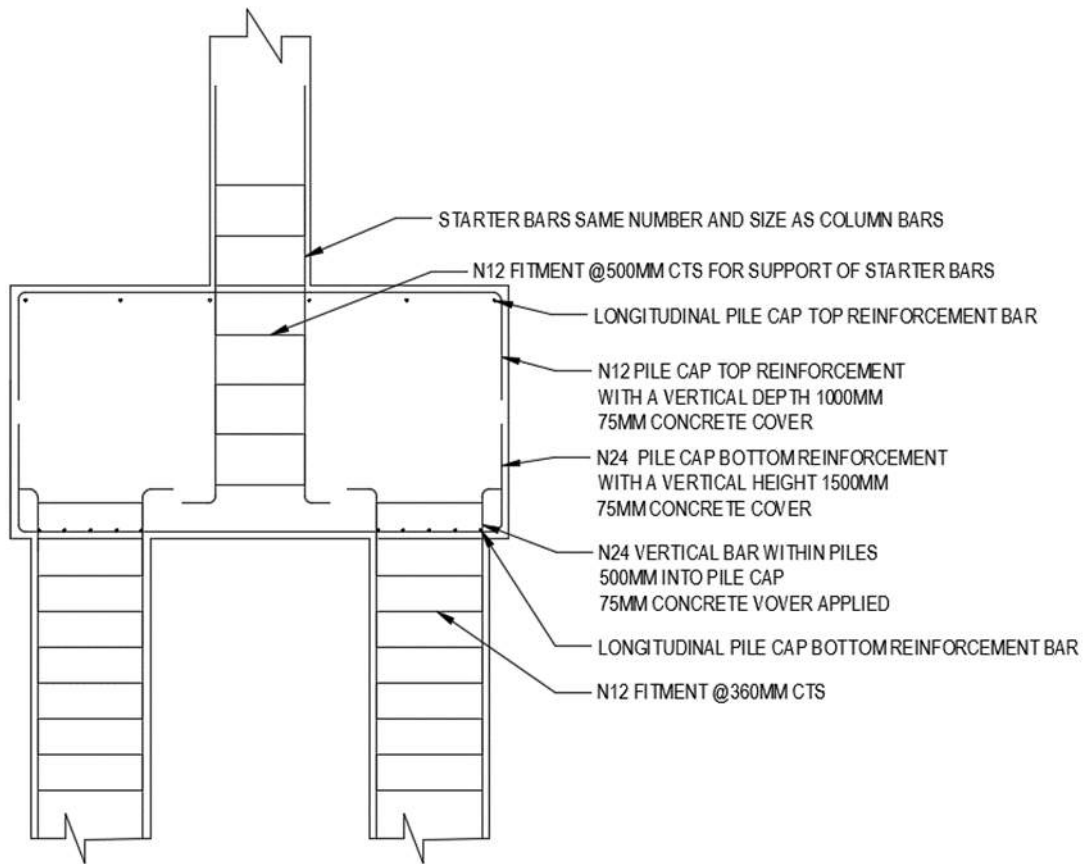 STARTER BARS SAME NUMBER AND SIZE AS COLUMN BARS
N12 FITMENT @500MM CTS FOR SUPPORT OF STARTER BARS
LONGITUDINAL PILE CAP TOP REINFORCEMENT BAR
N12 PILE CAP TOP REINFORCEMENT
WITH A VERTICAL DEPTH 1000MM
75MM CONCRETE COVER
N24 PILE CAP BOTTOM REINFORCEMENT
WITH A VERTICAL HEIGHT 1500MM
75MM CONCRETE COVER
N24 VERTICAL BAR WITHIN PILES
500MM INTO PILE CAP
75MM CONCRETE VOVER APPLIED
LONGITUDINAL PILE CAP BOTTOM REINFORCEMENT BAR
N12 FITMENT @360MM CTS